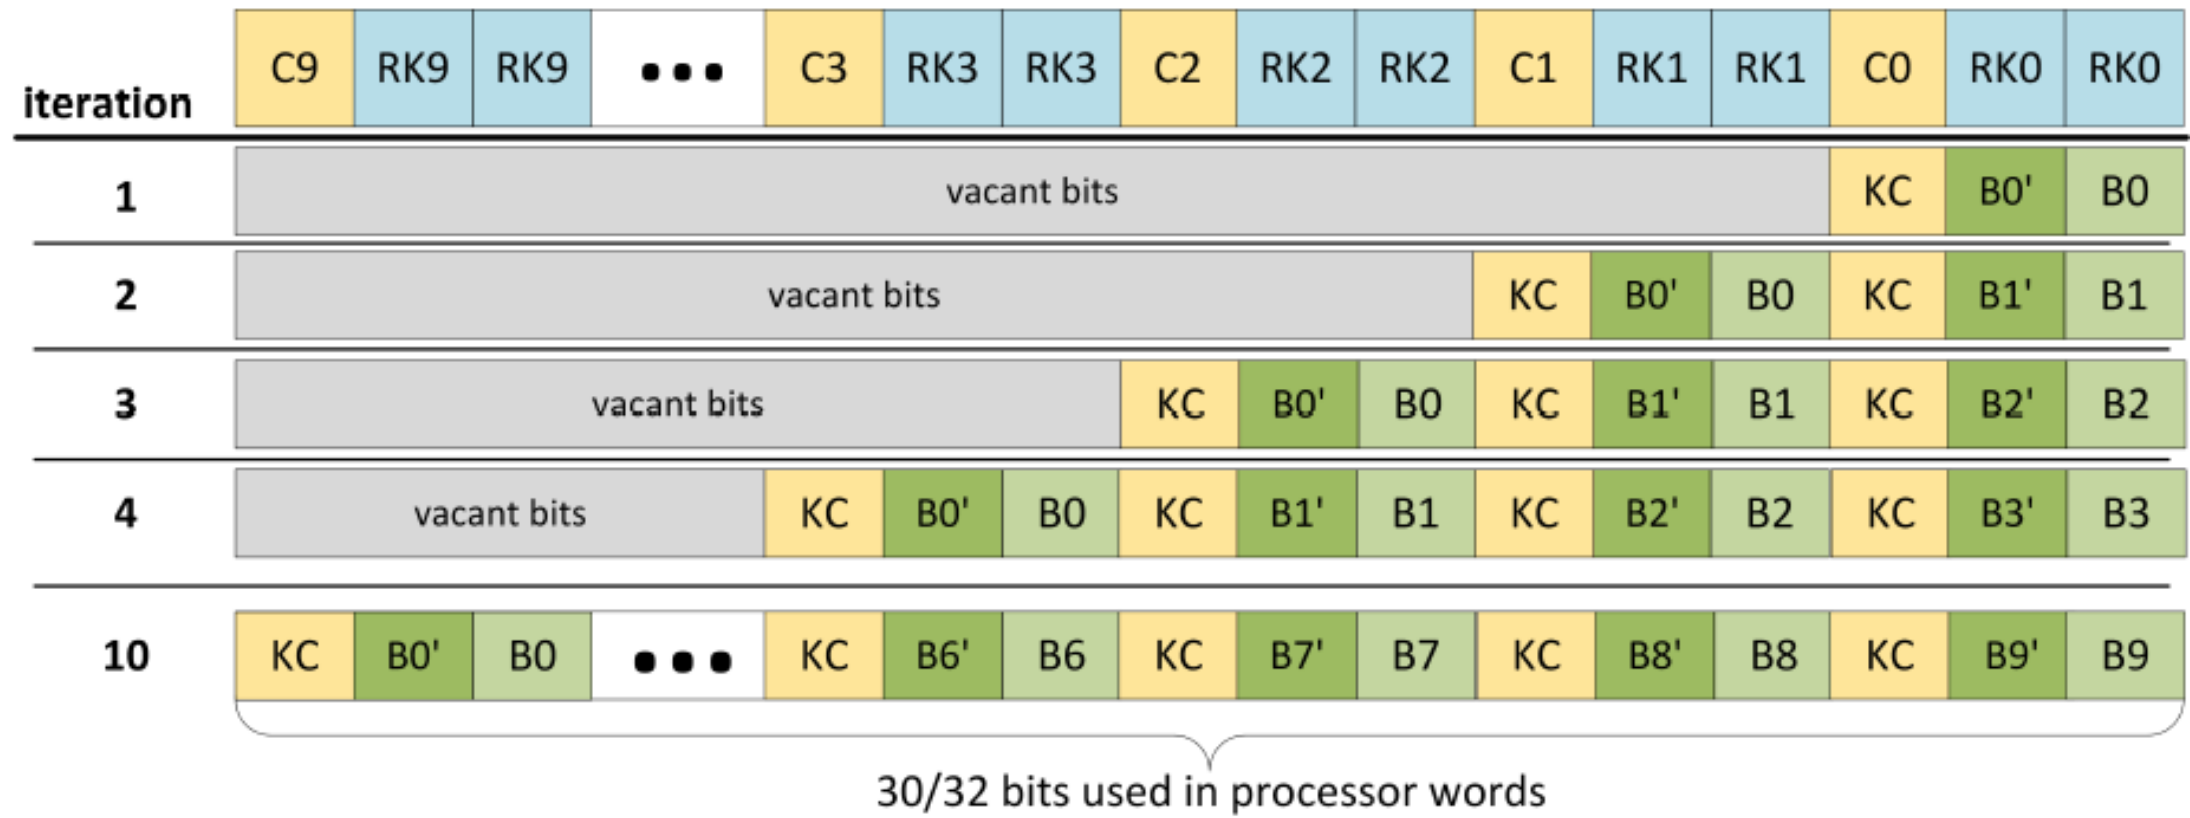 C9 RK9 RK9 ••• C3 RK3 RK3 C2 RK2 RK2 C1 RK1 RK1 C0 RK0 RK0
iteration
1 vacant bits KC B0' B0
2 vacant bits KC B0' B0 KC B1' B1
3 vacant bits KC B0' B0 KC B1' B1 KC B2' B2
4 vacant bits KC B0' B0 KC B1' B1 KC B2' B2 KC B3' B3
10 KC B0' B0 ••• KC B6' B6 KC B7' B7 KC B8' B8 KC B9' B9
30/32 bits used in processor words